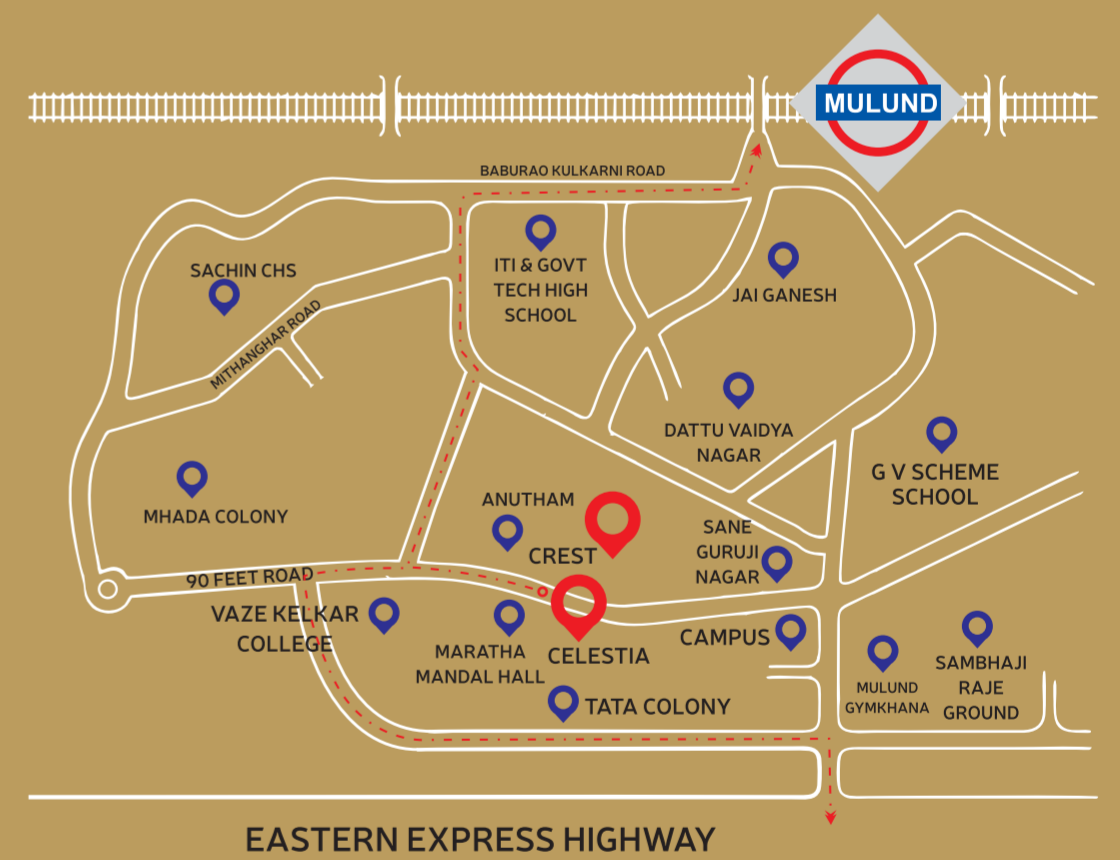 MULUND
BABURAO KULKARNI ROAD
SACHIN CHS
ITI & GOVT
TECH HIGH
SCHOOL
JAI GANESH
MITHANGHAR ROAD
DATTU VAIDYA
NAGAR
G V SCHEME
SCHOOL
MHADA COLONY
ANUTHAM
CREST
SANE
GURUJI
NAGAR
90 FEET ROAD
VAZE KELKAR
COLLEGE
MARATHA
MANDAL HALL
CELESTIA
CAMPUS
TATA COLONY
MULUND
GYMKHANA
SAMBHAJI
RAJE
GROUND
EASTERN EXPRESS HIGHWAY